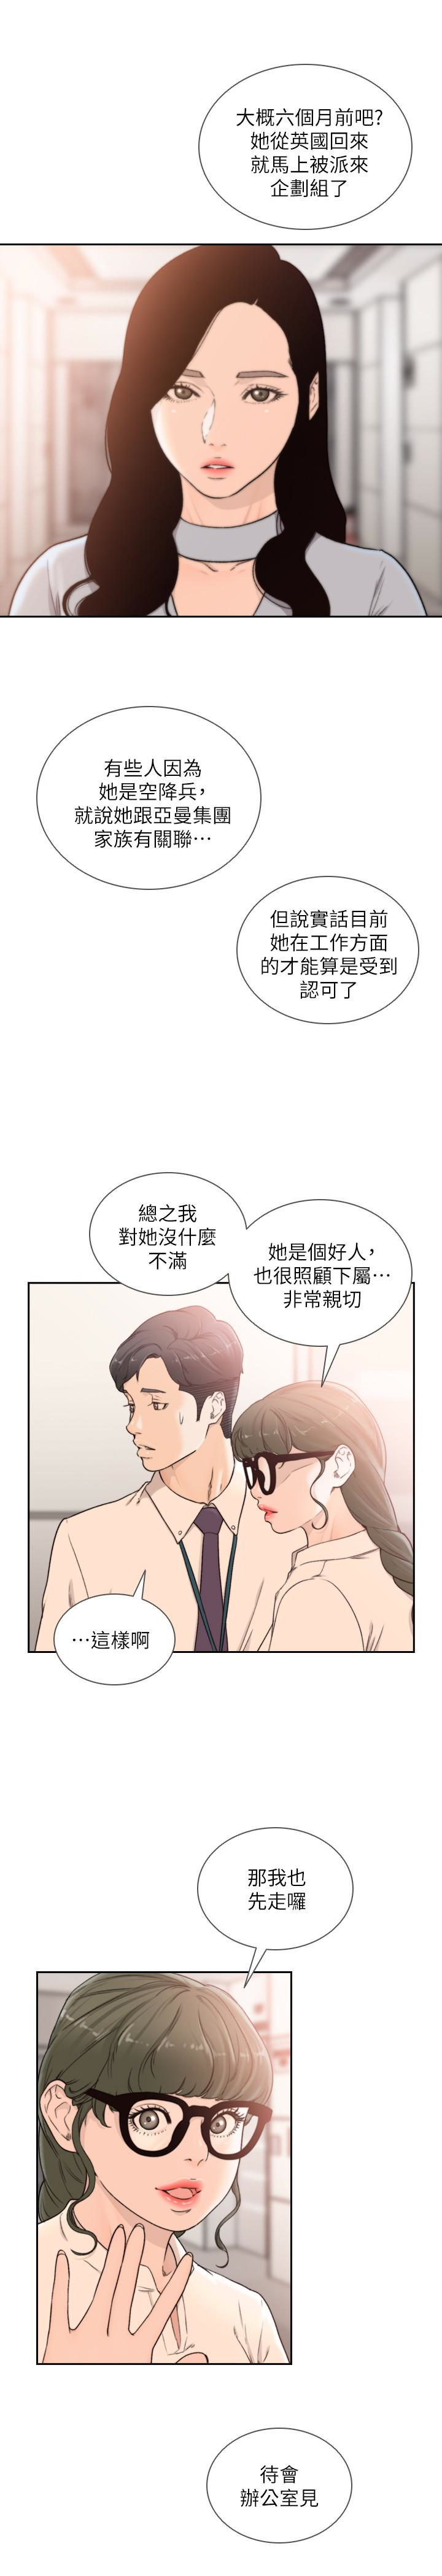 大概六個月前吧?
她從英國回來
就馬上被派來
企劃組了
有些人因為
她是空降兵,
就說她跟亞曼集團
家族有關聯…
但說實話目前
她在工作方面
的才能算是受到
認可了
總之我
對她沒什麼
不滿
她是個好人,
也很照顧下屬…
非常親切
…這樣啊
那我也
先走囉
待會
辦公室見